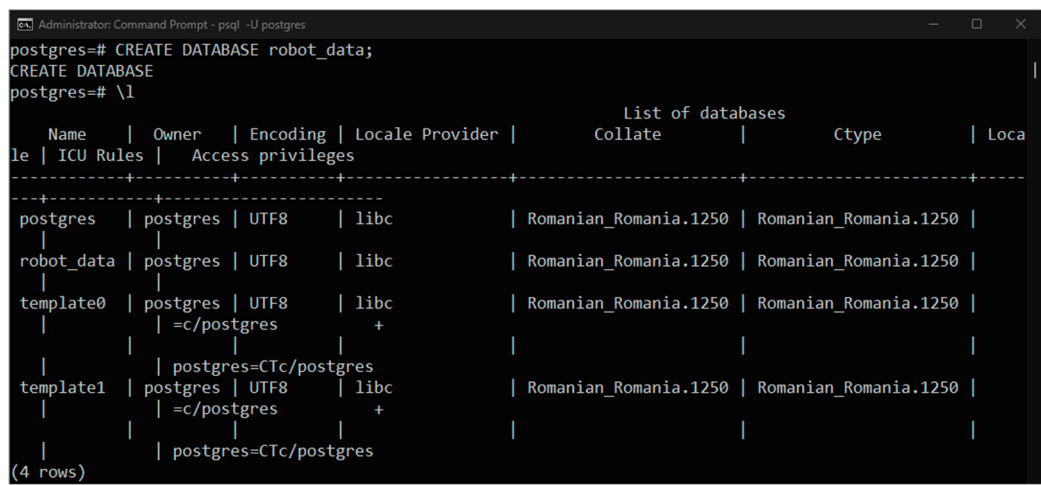 Administrator: Command Prompt - psql -U postgres
postgres=# CREATE DATABASE robot_data;
CREATE DATABASE
postgres=# \l
                                                                List of databases
    Name    |  Owner   | Encoding | Locale Provider |        Collate        |         Ctype         | Loca
le | ICU Rules |   Access privileges
------------+----------+----------+-----------------+-----------------------+-----------------------+-----
---+-----------+-----------------------
 postgres   | postgres | UTF8     | libc            | Romanian_Romania.1250 | Romanian_Romania.1250 |
   |           |
 robot_data | postgres | UTF8     | libc            | Romanian_Romania.1250 | Romanian_Romania.1250 |
   |           |
 template0  | postgres | UTF8     | libc            | Romanian_Romania.1250 | Romanian_Romania.1250 |
   |           | =c/postgres          +
            |          |          |                 |                       |                       |
   |           | postgres=CTc/postgres
 template1  | postgres | UTF8     | libc            | Romanian_Romania.1250 | Romanian_Romania.1250 |
   |           | =c/postgres          +
            |          |          |                 |                       |                       |
   |           | postgres=CTc/postgres
(4 rows)